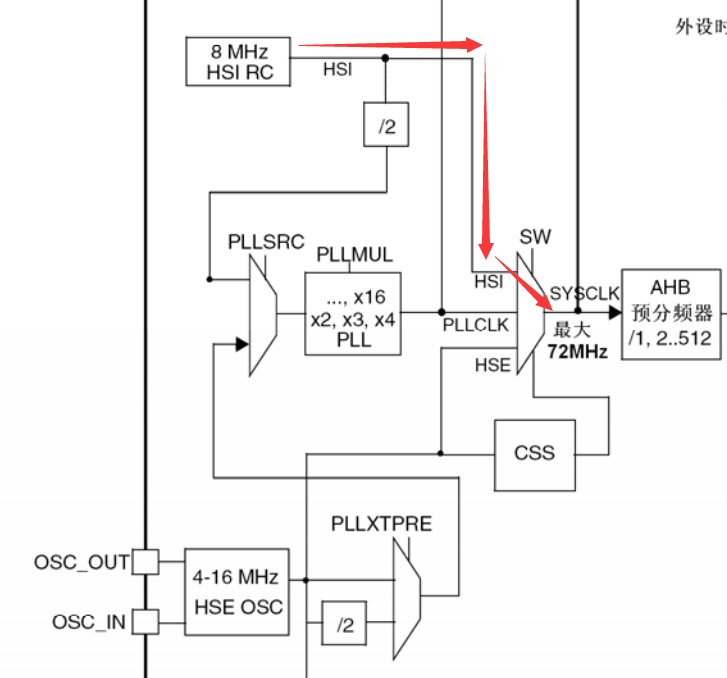 外设时
8 MHz
HSI RC
HSI
/2
PLLSRC
PLLMUL
SW
..., x16
x2, x3, x4
PLL
HSI
PLLCLK
HSE
SYSCLK
最大
72MHz
AHB
预分频器
/1, 2..512
CSS
PLLXTPRE
OSC_OUT
OSC_IN
4-16 MHz
HSE OSC
/2